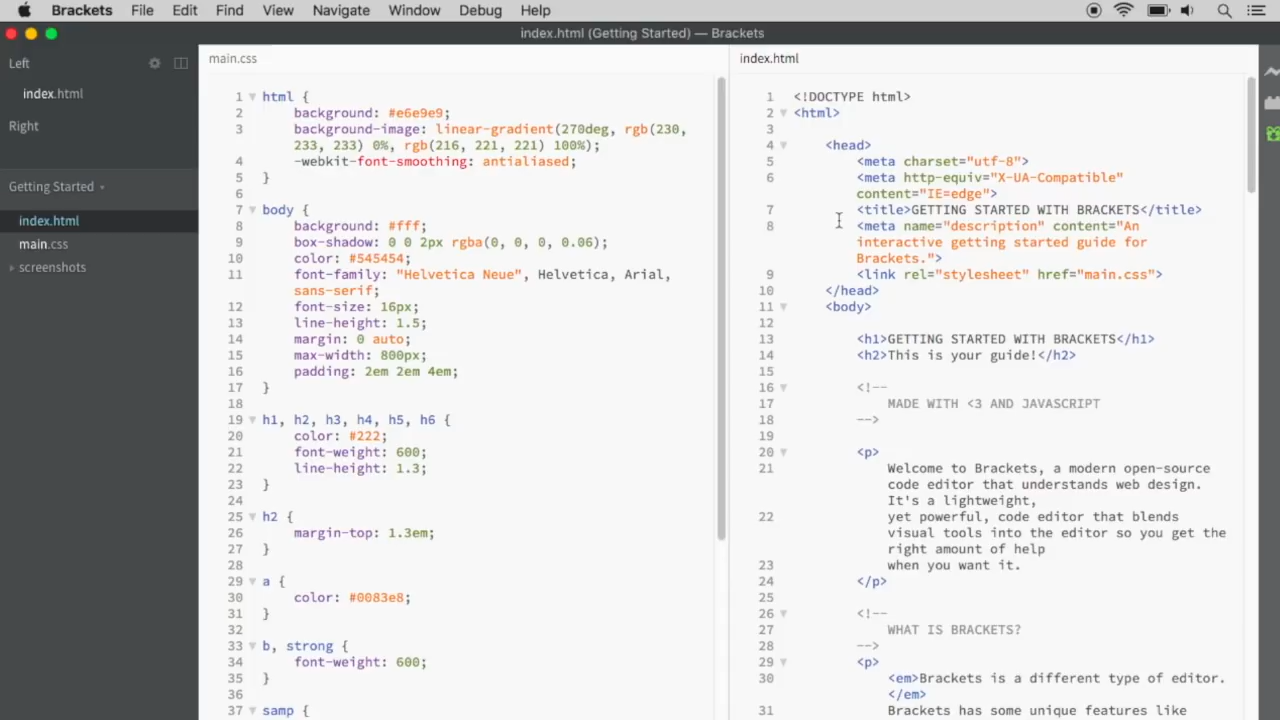 Brackets File Edit Find View Navigate Window Debug Help
index.html (Getting Started) — Brackets
Left
index.html
Right
Getting Started
index.html
main.css
screenshots
main.css
1 html {
2 background: #e6e9e9;
3 background-image: linear-gradient(270deg, rgb(230,
233, 233) 0%, rgb(216, 221, 221) 100%);
4 -webkit-font-smoothing: antialiased;
5 }
6
7 body {
8 background: #fff;
9 box-shadow: 0 0 2px rgba(0, 0, 0, 0.06);
10 color: #545454;
11 font-family: "Helvetica Neue", Helvetica, Arial,
sans-serif;
12 font-size: 16px;
13 line-height: 1.5;
14 margin: 0 auto;
15 max-width: 800px;
16 padding: 2em 2em 4em;
17 }
18
19 h1, h2, h3, h4, h5, h6 {
20 color: #222;
21 font-weight: 600;
22 line-height: 1.3;
23 }
24
25 h2 {
26 margin-top: 1.3em;
27 }
28
29 a {
30 color: #0083e8;
31 }
32
33 b, strong {
34 font-weight: 600;
35 }
36
37 samp {
index.html
1 <!DOCTYPE html>
2 <html>
3
4 <head>
5 <meta charset="utf-8">
6 <meta http-equiv="X-UA-Compatible"
content="IE=edge">
7 <title>GETTING STARTED WITH BRACKETS</title>
8 <meta name="description" content="An
interactive getting started guide for
Brackets.">
9 <link rel="stylesheet" href="main.css">
10 </head>
11 <body>
12
13 <h1>GETTING STARTED WITH BRACKETS</h1>
14 <h2>This is your guide!</h2>
15
16 <!--
17 MADE WITH <3 AND JAVASCRIPT
18 -->
19
20 <p>
21 Welcome to Brackets, a modern open-source
code editor that understands web design.
It's a lightweight,
22 yet powerful, code editor that blends
visual tools into the editor so you get the
right amount of help
23 when you want it.
24 </p>
25
26 <!--
27 WHAT IS BRACKETS?
28 -->
29 <p>
30 <em>Brackets is a different type of editor.
</em>
31 Brackets has some unique features like